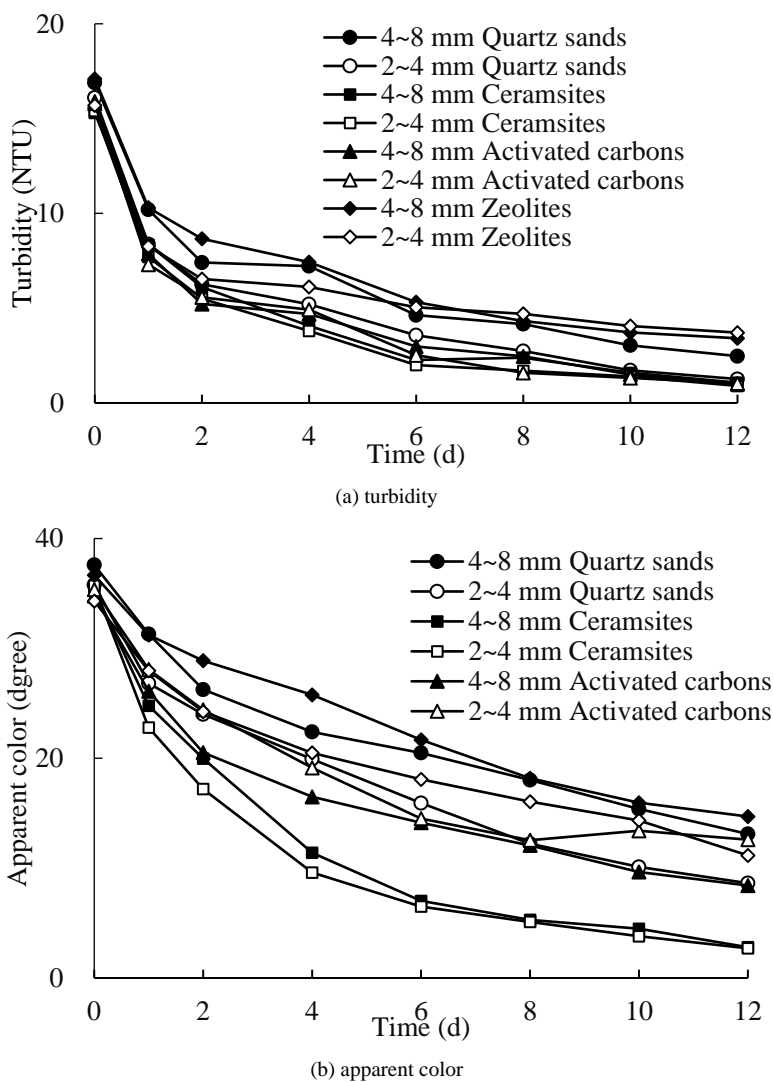 20
10
0
Turbidity (NTU)
4~8 mm Quartz sands
2~4 mm Quartz sands
4~8 mm Ceramsites
2~4 mm Ceramsites
4~8 mm Activated carbons
2~4 mm Activated carbons
4~8 mm Zeolites
2~4 mm Zeolites
0 2 4 6 8 10 12
Time (d)
(a) turbidity
40
20
0
Apparent color (dgree)
4~8 mm Quartz sands
2~4 mm Quartz sands
4~8 mm Ceramsites
2~4 mm Ceramsites
4~8 mm Activated carbons
2~4 mm Activated carbons
0 2 4 6 8 10 12
Time (d)
(b) apparent color